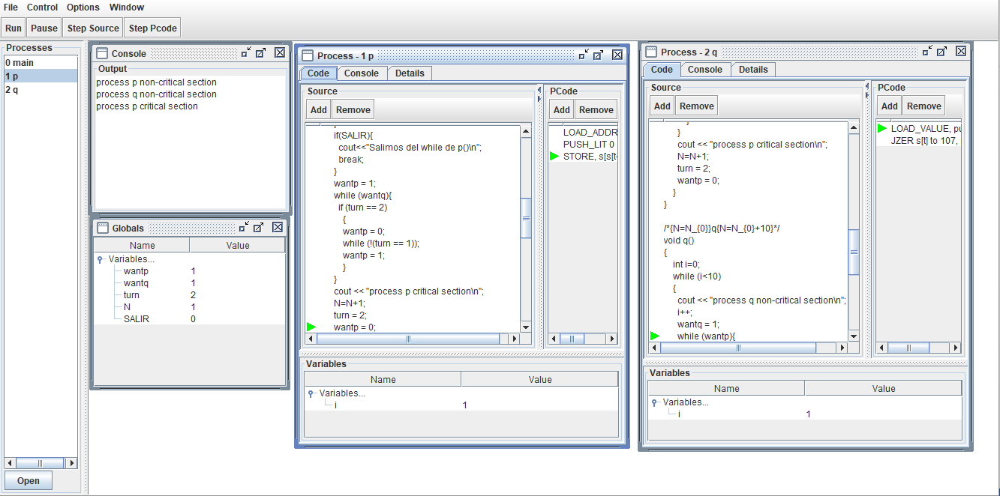 File Control Options Window
Run Pause Step Source Step Pcode
Processes
0 main
1 p
2 q
Open
Console
Output
process p non-critical section
process q non-critical section
process p critical section
Globals
Name Value
Variables...
wantp 1
wantq 1
turn 2
N 1
SALIR 0
Process - 1 p
Code Console Details
Source
Add Remove
if(SALIR){
cout<<"Salimos del while de p()\n";
break;
}
wantp = 1;
while (wantq){
if (turn == 2)
{
wantp = 0;
while (!(turn == 1));
wantp = 1;
}
}
cout << "process p critical section\n";
N=N+1;
turn = 2;
wantp = 0;
PCode
Add Remove
LOAD_ADDR
PUSH_LIT 0
STORE, s[s[t-
Variables
Name Value
Variables...
i 1
Process - 2 q
Code Console Details
Source
Add Remove
}
}
cout << "process p critical section\n";
N=N+1;
turn = 2;
wantp = 0;
}
}
/*{N=N_{0}}q{N=N_{0}+10}*/
void q()
{
int i=0;
while (i<10)
{
cout << "process q non-critical section\n";
i++;
wantq = 1;
while (wantp){
PCode
Add Remove
LOAD_VALUE, pu
JZER s[t] to 107,
Variables
Name Value
Variables...
i 1